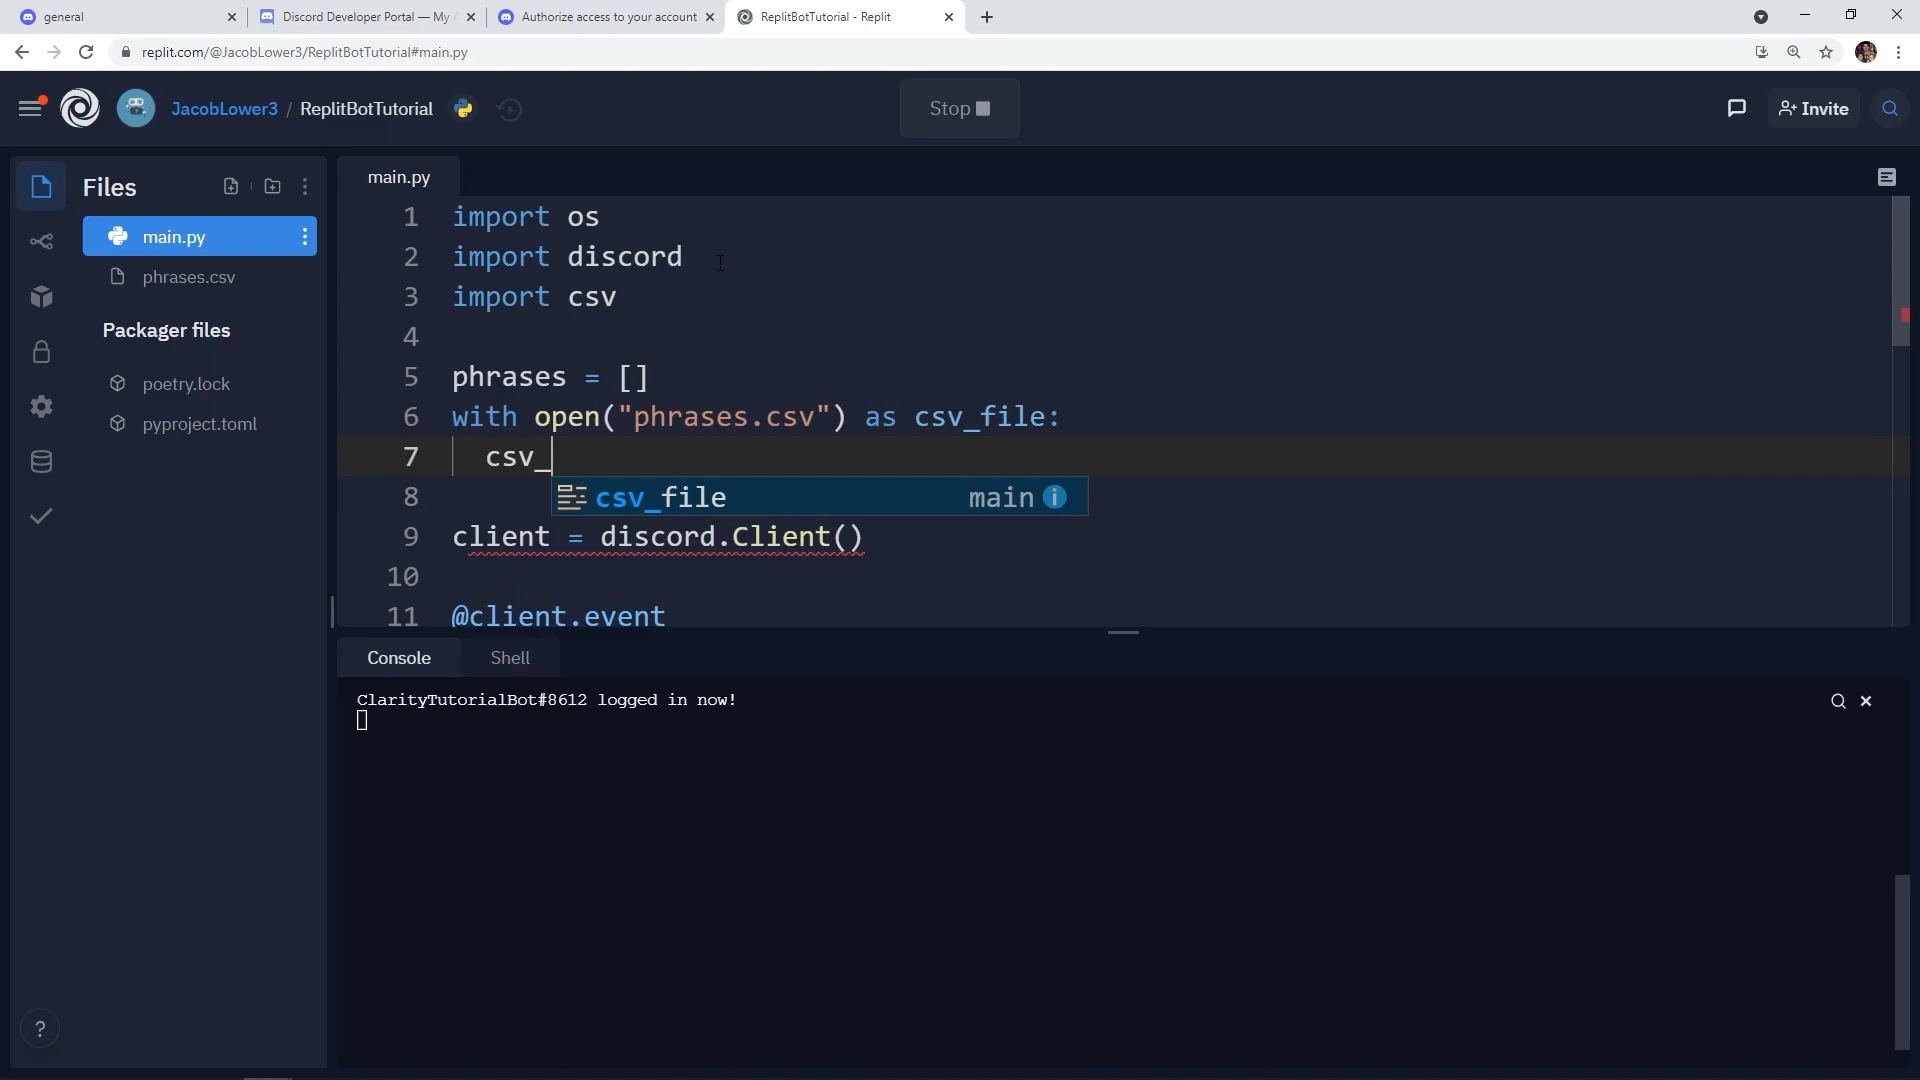 general
Discord Developer Portal — My A
Authorize access to your account
ReplitBotTutorial - Replit
replit.com/@JacobLower3/ReplitBotTutorial#main.py
JacobLower3 / ReplitBotTutorial
Stop
Invite
Files
main.py
phrases.csv
Packager files
poetry.lock
pyproject.toml
main.py
1 import os
2 import discord
3 import csv
4
5 phrases = []
6 with open("phrases.csv") as csv_file:
7 csv_
csv_file main
8
9 client = discord.Client()
10
11 @client.event
Console Shell
ClarityTutorialBot#8612 logged in now!
?